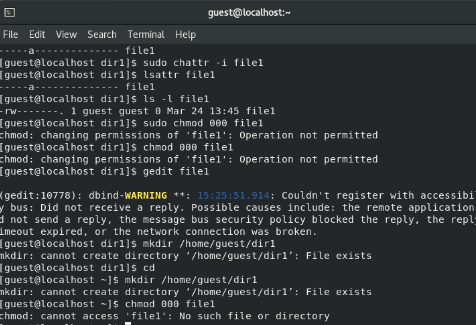 guest@localhost:~
File Edit View Search Terminal Help
-----a-------------- file1
[guest@localhost dir1]$ sudo chattr -i file1
[guest@localhost dir1]$ lsattr file1
-----a-------------- file1
[guest@localhost dir1]$ ls -l file1
-rw-------. 1 guest guest 0 Mar 24 13:45 file1
[guest@localhost dir1]$ sudo chmod 000 file1
chmod: changing permissions of 'file1': Operation not permitted
[guest@localhost dir1]$ chmod 000 file1
chmod: changing permissions of 'file1': Operation not permitted
[guest@localhost dir1]$ gedit file1
(gedit:10778): dbind-WARNING **: 15:25:51.914: Couldn't register with accessibil
y bus: Did not receive a reply. Possible causes include: the remote application
d not send a reply, the message bus security policy blocked the reply, the reply
imeout expired, or the network connection was broken.
[guest@localhost dir1]$ mkdir /home/guest/dir1
mkdir: cannot create directory ‘/home/guest/dir1’: File exists
[guest@localhost dir1]$ cd
[guest@localhost ~]$ mkdir /home/guest/dir1
mkdir: cannot create directory ‘/home/guest/dir1’: File exists
[guest@localhost ~]$ chmod 000 file1
chmod: cannot access 'file1': No such file or directory